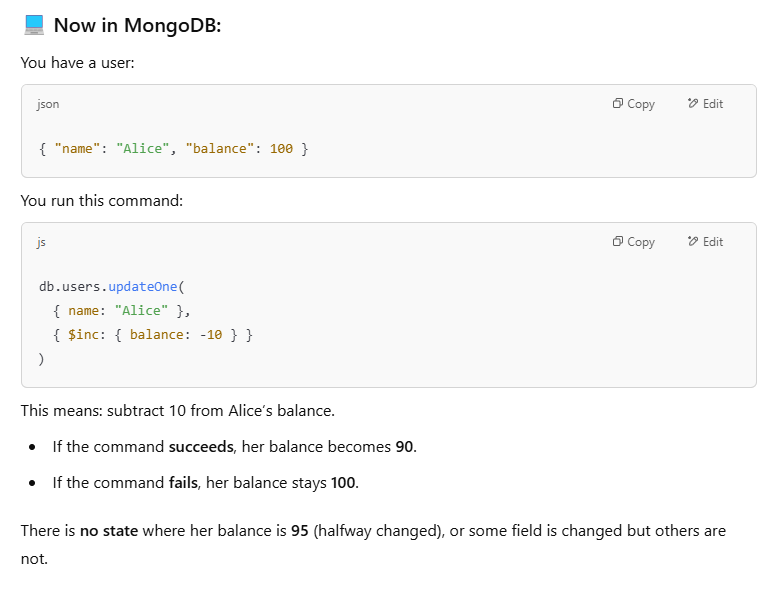 💻 Now in MongoDB:
You have a user:
json
Copy
Edit
{ "name": "Alice", "balance": 100 }
You run this command:
js
Copy
Edit
db.users.updateOne(
  { name: "Alice" },
  { $inc: { balance: -10 } }
)
This means: subtract 10 from Alice’s balance.
• If the command succeeds, her balance becomes 90.
• If the command fails, her balance stays 100.
There is no state where her balance is 95 (halfway changed), or some field is changed but others are
not.